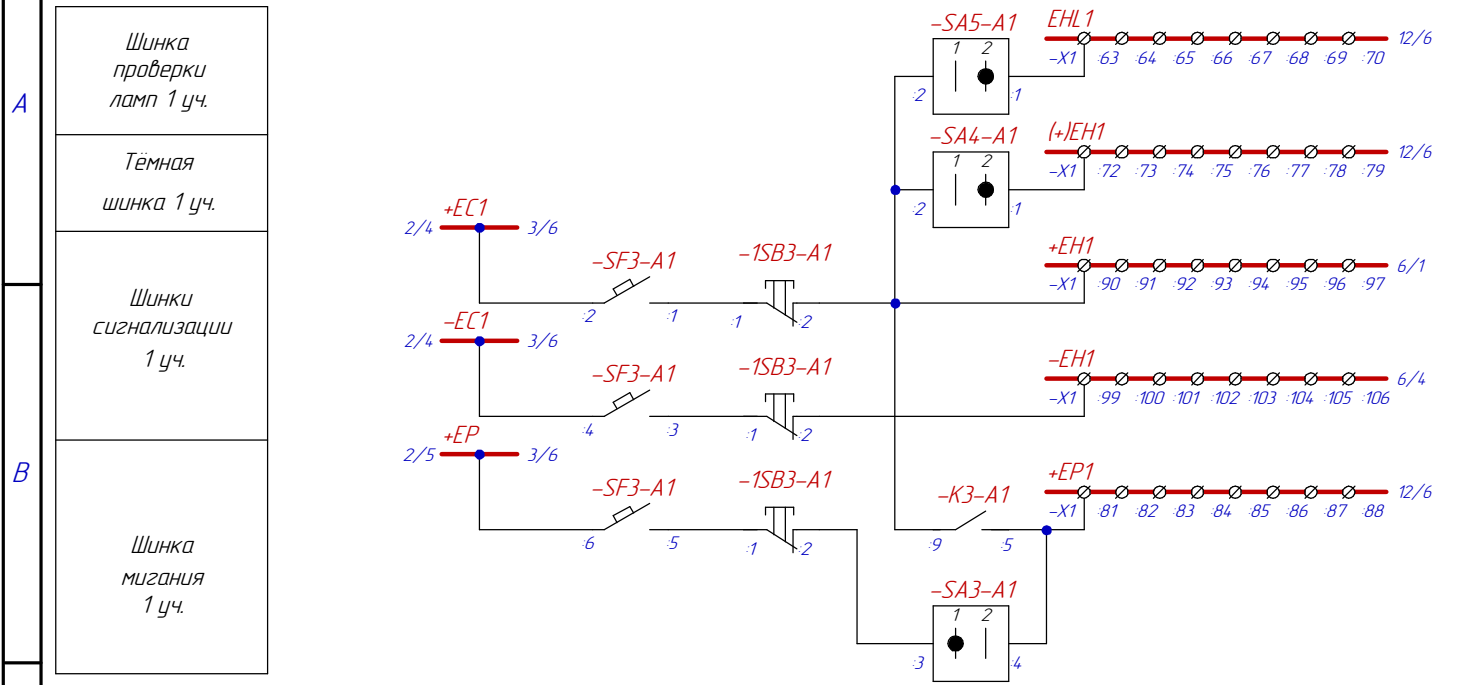 A
B
Шинка
проверки
ламп 1 уч.
Тёмная
шинка 1 уч.
Шинки
сигнализации
1 уч.
Шинка
мигания
1 уч.
-SA5-A1
1 2
:2 :1
EHL1
-X1 :63 :64 :65 :66 :67 :68 :69 :70
12/6
-SA4-A1
1 2
:2 :1
(+)EH1
-X1 :72 :73 :74 :75 :76 :77 :78 :79
12/6
+EC1
2/4 3/6
-SF3-A1
:2 :1
-1SB3-A1
:1 :2
+EH1
-X1 :90 :91 :92 :93 :94 :95 :96 :97
6/1
-EC1
2/4 3/6
-SF3-A1
:4 :3
-1SB3-A1
:1 :2
-EH1
-X1 :99 :100 :101 :102 :103 :104 :105 :106
6/4
+EP
2/5 3/6
-SF3-A1
:6 :5
-1SB3-A1
:1 :2
-K3-A1
:9 :5
+EP1
-X1 :81 :82 :83 :84 :85 :86 :87 :88
12/6
-SA3-A1
1 2
:3 :4